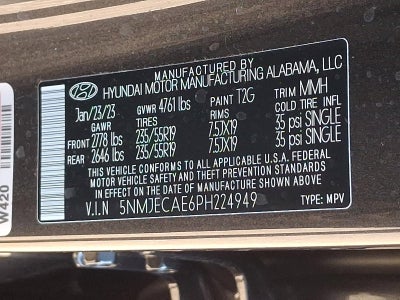 MANUFACTURED BY
HYUNDAI MOTOR MANUFACTURING ALABAMA, LLC
Jan/23/23 GVWR 4761 lbs PAINT T2G TRIM MMH
GAWR TIRES RIMS COLD TIRE INFL
FRONT 2778 lbs 235/55R19 7.5JX19 35 psi SINGLE
REAR 2646 lbs 235/55R19 7.5JX19 35 psi SINGLE
THIS VEHICLE CONFORMS TO ALL APPLICABLE U.S.A. FEDERAL
MOTOR VEHICLE SAFETY AND THEFT PREVENTION STANDARDS
IN EFFECT ON THE DATE OF MANUFACTURE SHOWN ABOVE
V.I.N 5NMJECAE6PH224949 TYPE: MPV
W420